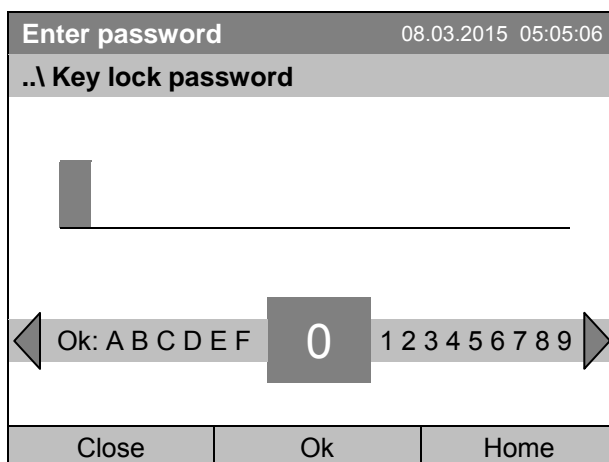 Enter password 08.03.2015 05:05:06
..\ Key lock password
Ok: A B C D E F 0 1 2 3 4 5 6 7 8 9
Close Ok Home